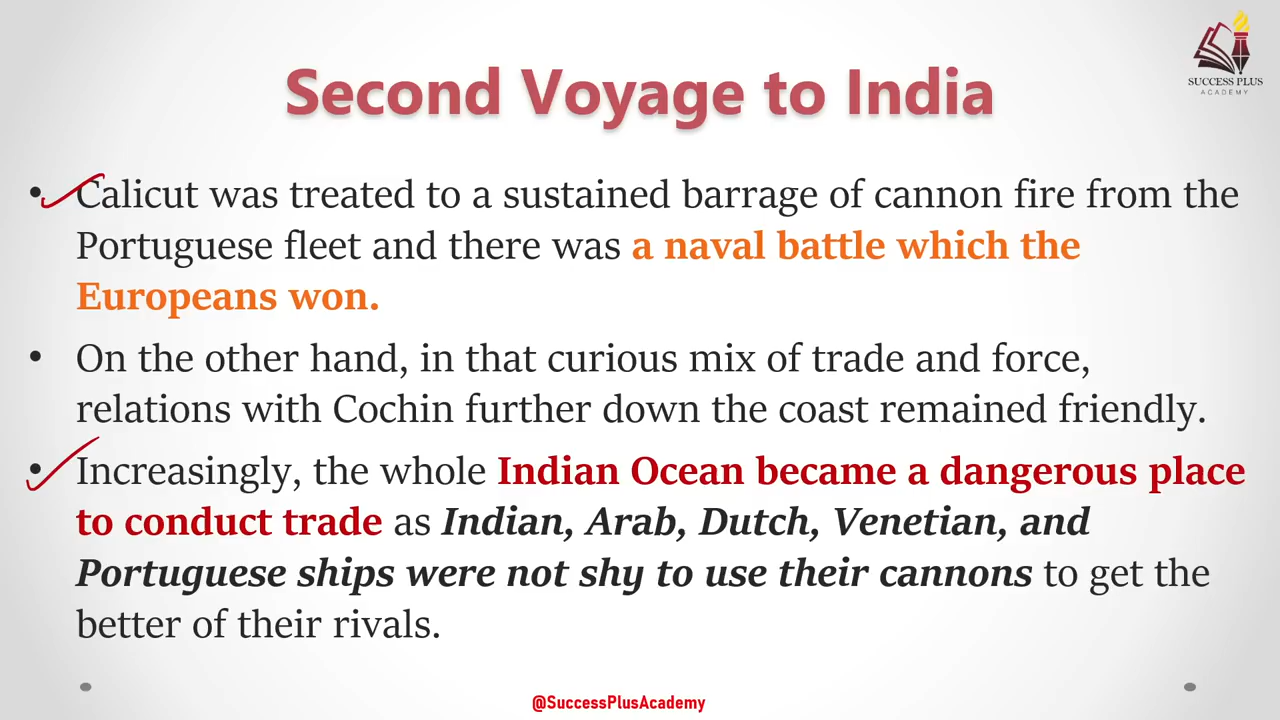 SUCCESS PLUS
ACADEMY
Second Voyage to India
• Calicut was treated to a sustained barrage of cannon fire from the
Portuguese fleet and there was a naval battle which the
Europeans won.
• On the other hand, in that curious mix of trade and force,
relations with Cochin further down the coast remained friendly.
• Increasingly, the whole Indian Ocean became a dangerous place
to conduct trade as Indian, Arab, Dutch, Venetian, and
Portuguese ships were not shy to use their cannons to get the
better of their rivals.
@SuccessPlusAcademy